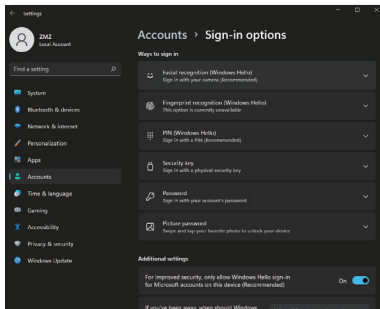 Settings
ZMZ
Local Account
Find a setting
System
Bluetooth & devices
Network & internet
Personalization
Apps
Accounts
Time & language
Gaming
Accessibility
Privacy & security
Windows Update
Accounts > Sign-in options
Ways to sign in
Facial recognition (Windows Hello)
Sign in with your camera (Recommended)
Fingerprint recognition (Windows Hello)
This option is currently unavailable
PIN (Windows Hello)
Sign in with a PIN (Recommended)
Security key
Sign in with a physical security key
Password
Sign in with your account's password
Picture password
Swipe and tap your favorite photo to unlock your device
Additional settings
For improved security, only allow Windows Hello sign-in
for Microsoft accounts on this device (Recommended)
On
If you've been away, when should Windows